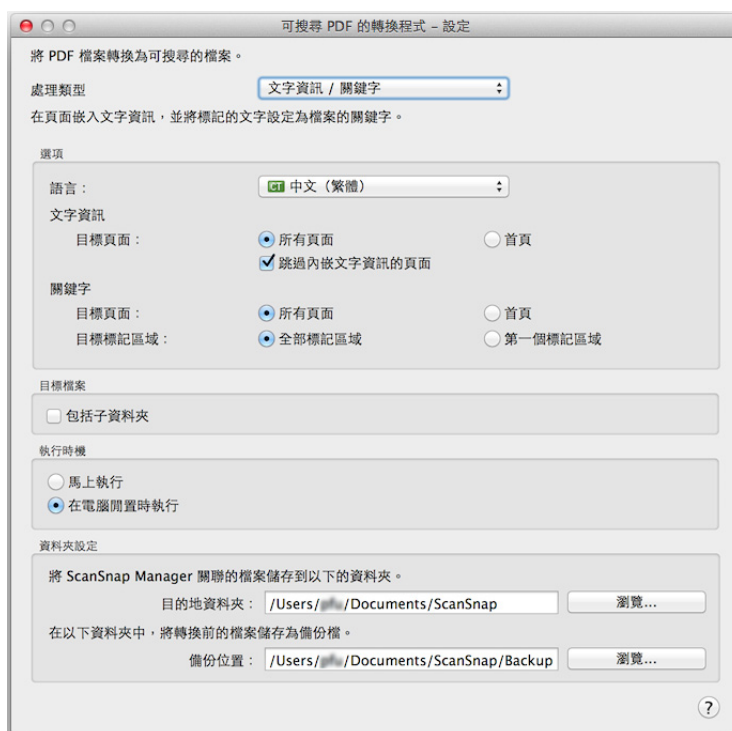 可搜尋 PDF 的轉換程式 – 設定
將 PDF 檔案轉換為可搜尋的檔案。
處理類型 文字資訊 / 關鍵字
在頁面嵌入文字資訊，並將標記的文字設定為檔案的關鍵字。
選項
語言： CT 中文（繁體）
文字資訊
目標頁面： 所有頁面 首頁
跳過內嵌文字資訊的頁面
關鍵字
目標頁面： 所有頁面 首頁
目標標記區域： 全部標記區域 第一個標記區域
目標檔案
包括子資料夾
執行時機
馬上執行
在電腦閒置時執行
資料夾設定
將 ScanSnap Manager 關聯的檔案儲存到以下的資料夾。
目的地資料夾： /Users/ /Documents/ScanSnap 瀏覽...
在以下資料夾中，將轉換前的檔案儲存為備份檔。
備份位置： /Users/ /Documents/ScanSnap/Backup 瀏覽...
?